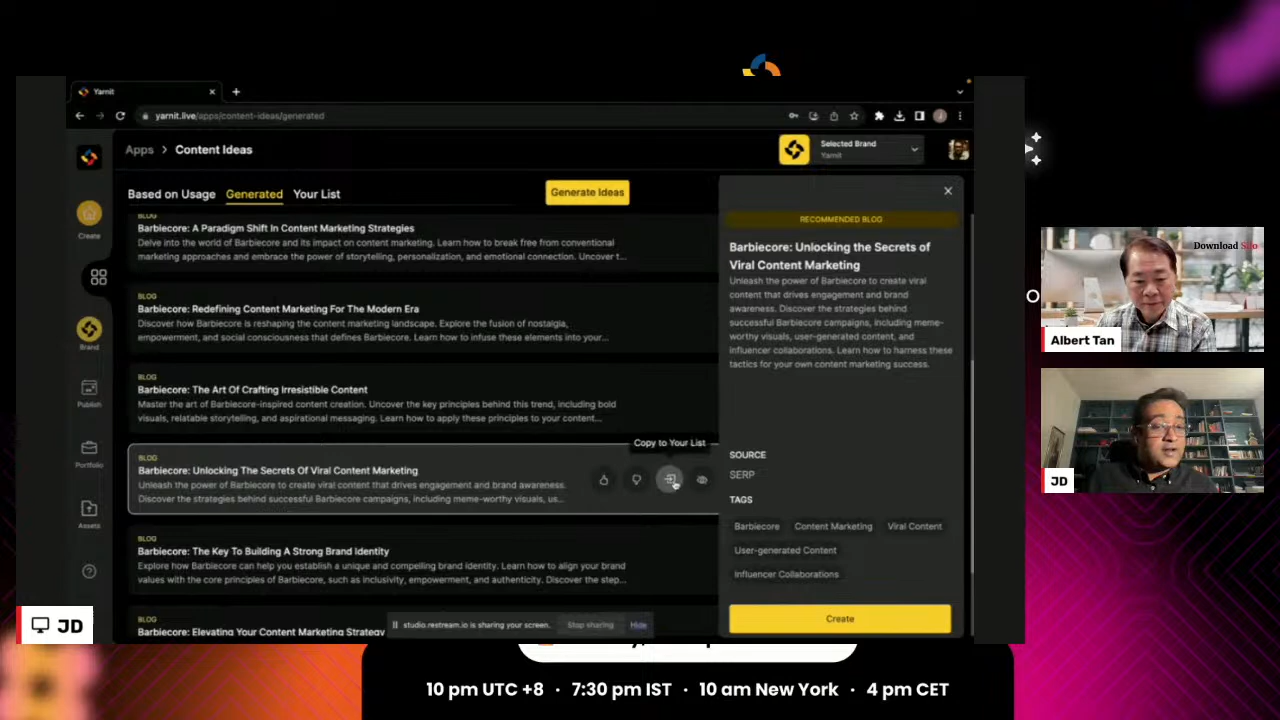 Yarnit
yarnit.live/apps/content-ideas/generated
Apps > Content Ideas
Selected Brand
Yarnit
Create
Brand
Publish
Portfolio
Assets
Based on Usage
Generated
Your List
Generate Ideas
BLOG
Barbiecore: A Paradigm Shift In Content Marketing Strategies
Delve into the world of Barbiecore and its impact on content marketing. Learn how to break free from conventional
marketing approaches and embrace the power of storytelling, personalization, and emotional connection. Uncover t...
BLOG
Barbiecore: Redefining Content Marketing For The Modern Era
Discover how Barbiecore is reshaping the content marketing landscape. Explore the fusion of nostalgia,
empowerment, and social consciousness that defines Barbiecore. Learn how to infuse these elements into your...
BLOG
Barbiecore: The Art Of Crafting Irresistible Content
Master the art of Barbiecore-inspired content creation. Uncover the key principles behind this trend, including bold
visuals, relatable storytelling, and aspirational messaging. Learn how to apply these principles to your content...
Copy to Your List
BLOG
Barbiecore: Unlocking The Secrets Of Viral Content Marketing
Unleash the power of Barbiecore to create viral content that drives engagement and brand awareness.
Discover the strategies behind successful Barbiecore campaigns, including meme-worthy visuals, us...
BLOG
Barbiecore: The Key To Building A Strong Brand Identity
Explore how Barbiecore can help you establish a unique and compelling brand identity. Learn how to align your brand
values with the core principles of Barbiecore, such as inclusivity, empowerment, and authenticity. Discover the step...
BLOG
Barbiecore: Elevating Your Content Marketing Strategy
studio.restream.io is sharing your screen.
Stop sharing
Hide
RECOMMENDED BLOG
Barbiecore: Unlocking the Secrets of
Viral Content Marketing
Unleash the power of Barbiecore to create viral
content that drives engagement and brand
awareness. Discover the strategies behind
successful Barbiecore campaigns, including meme-
worthy visuals, user-generated content, and
influencer collaborations. Learn how to harness these
tactics for your own content marketing success.
SOURCE
SERP
TAGS
Barbiecore
Content Marketing
Viral Content
User-generated Content
Influencer Collaborations
Create
Download
Albert Tan
JD
JD
10 pm UTC +8 · 7:30 pm IST · 10 am New York · 4 pm CET